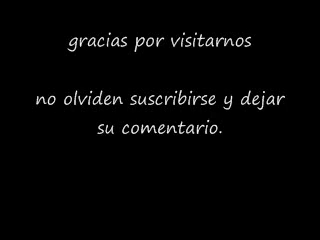 gracias por visitarnos
no olviden suscribirse y dejar
su comentario.